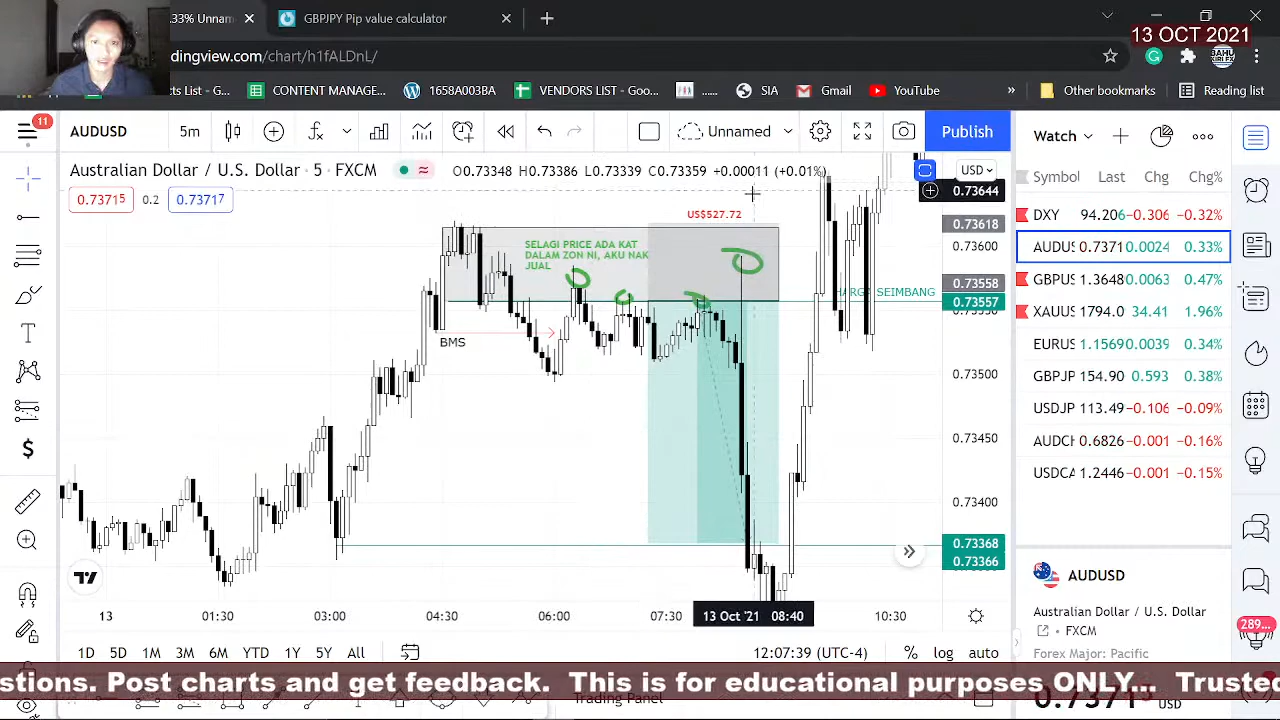 33% Unnam
GBPJPY Pip value calculator
13 OCT 2021
dingview.com/chart/h1fALDnL/
ts List - G...
CONTENT MANAGE...
165830003BA
VENDORS LIST - Goo...
SIA
Gmail
YouTube
Other bookmarks
Reading list
11
AUDUSD
5m
Unnamed
Publish
Watch
Australian Dollar / U.S. Dollar · 5 · FXCM
O0.73348 H0.73386 L0.73339 C0.73359 +0.00011 (+0.01%)
USD
0.73715
0.2
0.73717
US$527.72
SELAGI PRICE ADA KAT
DALAM ZON NI, AKU NAK
JUAL
HARGA SEIMBANG
BMS
0.73644
0.73618
0.73600
0.73558
0.73557
0.73500
0.73450
0.73400
0.73368
0.73366
Symbol Last Chg Chg%
DXY 94.206 -0.306 -0.32%
AUDUS 0.7371 0.0024 0.33%
GBPUS 1.3648 0.0063 0.47%
XAUUS 1794.0 34.41 1.96%
EURUS 1.1569 0.0039 0.34%
GBPJP 154.90 0.593 0.38%
USDJP 113.49 -0.106 -0.09%
AUDCH 0.6826 -0.001 -0.16%
USDCA 1.2446 -0.001 -0.15%
13 01:30 03:00 04:30 06:00 07:30 13 Oct '21 08:40 10:30
1D 5D 1M 3M 6M YTD 1Y 5Y All
12:07:39 (UTC-4)
% log auto
AUDUSD
Australian Dollar / U.S. Dollar
FXCM
Forex Major: Pacific
289...
stions. Post charts and get feedback. This is for educational purposes ONLY... Trusted
Trading Panel
USD